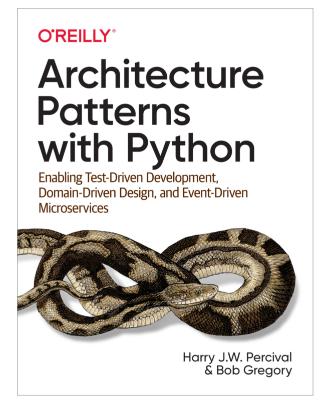 O'REILLY®
Architecture
Patterns
with Python
Enabling Test-Driven Development,
Domain-Driven Design, and Event-Driven
Microservices
Harry J.W. Percival
& Bob Gregory